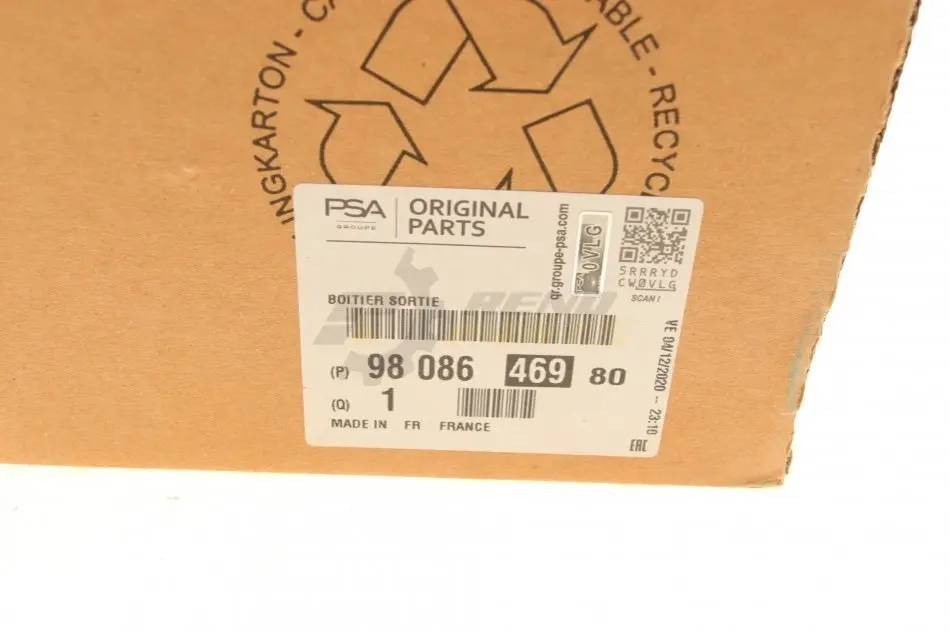 INGKARTON - CA
ABLE - RECYC
PSA
GROUPE
ORIGINAL
PARTS
qr.groupe-psa.com
PSA
0VLG
5RRRYD
CW0VLG
SCAN !
BOITIER SORTIE
(P) 98 086 469 80
(Q) 1
MADE IN FR FRANCE
VE 04/12/2020 - 23:10
EAC